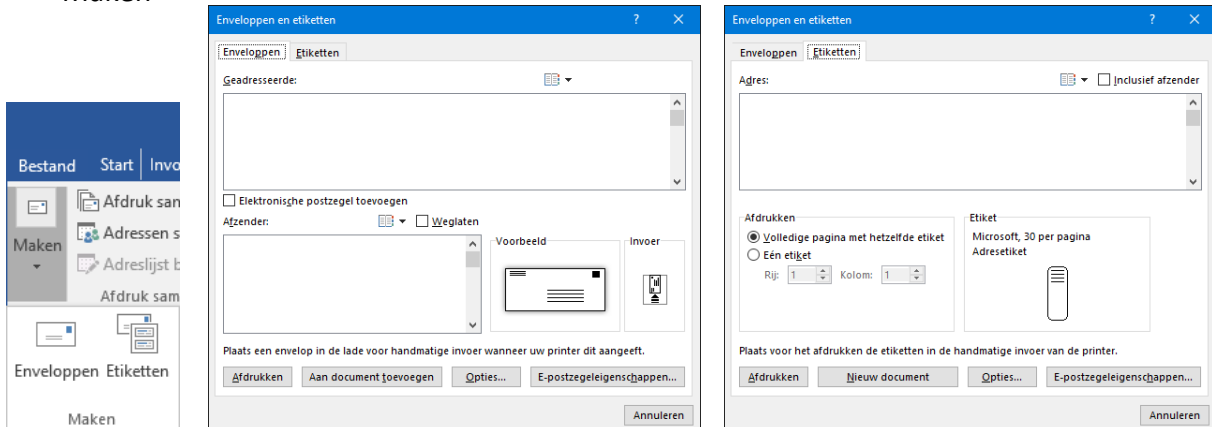 maken
Bestand Start Invo
Maken
Afdruk san
Adressen s
Adreslijst b
Afdruk sam
Enveloppen Etiketten
Maken
Enveloppen en etiketten ? ×
Enveloppen Etiketten
Geadresseerde:
Elektronische postzegel toevoegen
Afzender: Weglaten
Voorbeeld Invoer
Plaats een envelop in de lade voor handmatige invoer wanneer uw printer dit aangeeft.
Afdrukken Aan document toevoegen Opties... E-postzegeleigenschappen...
Annuleren
Enveloppen en etiketten ? ×
Enveloppen Etiketten
Adres: Inclusief afzender
Afdrukken Etiket
Volledige pagina met hetzelfde etiket Microsoft, 30 per pagina
Eén etiket Adresetiket
Rij: 1 Kolom: 1
Plaats voor het afdrukken de etiketten in de handmatige invoer van de printer.
Afdrukken Nieuw document Opties... E-postzegeleigenschappen...
Annuleren